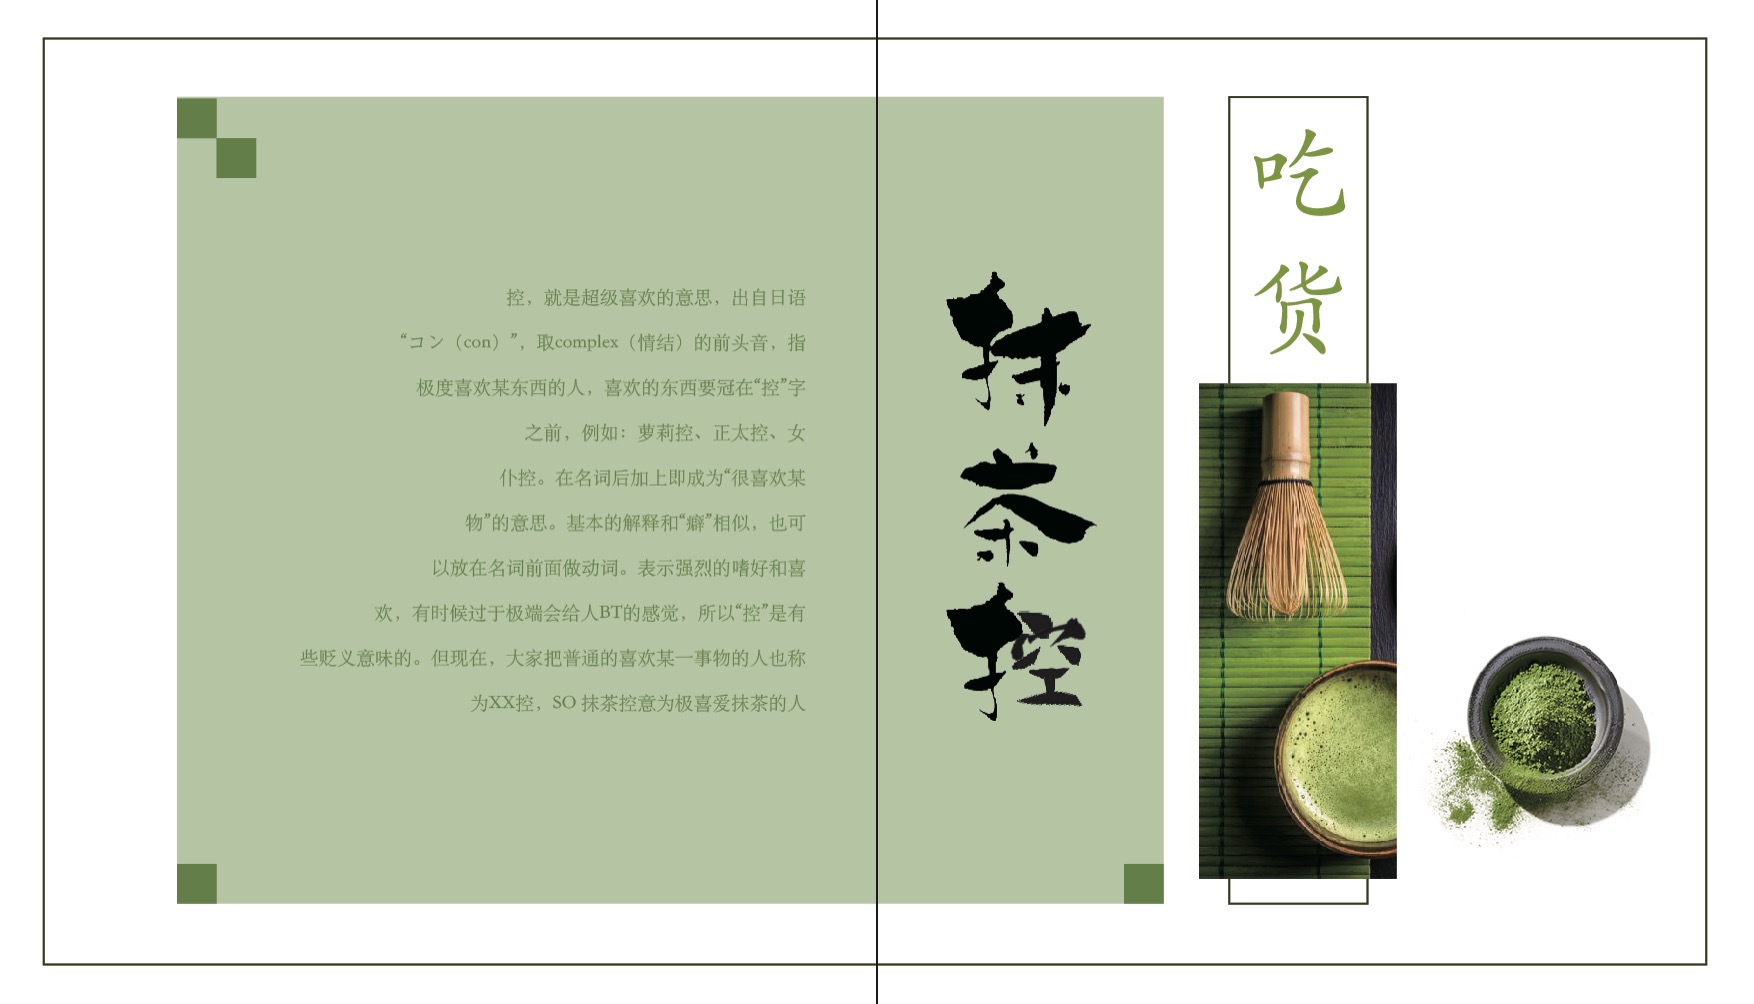 控，就是超级喜欢的意思，出自日语
“コン（con）”，取complex（情结）的前头音，指
极度喜欢某东西的人，喜欢的东西要冠在“控”字
之前，例如：萝莉控、正太控、女
仆控。在名词后加上即成为“很喜欢某
物”的意思。基本的解释和“癖”相似，也可
以放在名词前面做动词。表示强烈的嗜好和喜
欢，有时候过于极端会给人BT的感觉，所以“控”是有
些贬义意味的。但现在，大家把普通的喜欢某一事物的人也称
为XX控，SO 抹茶控意为极喜爱抹茶的人
抹茶控
吃货